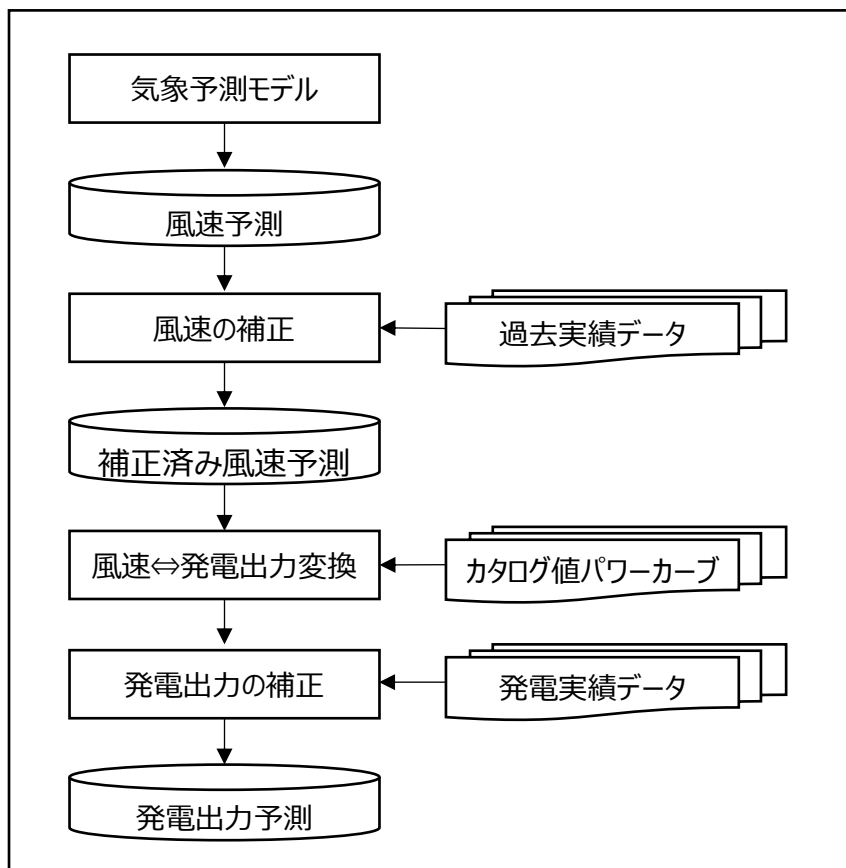 気象予測モデル
風速予測
風速の補正
過去実績データ
補正済み風速予測
風速⇔発電出力変換
カタログ値パワーカーブ
発電出力の補正
発電実績データ
発電出力予測